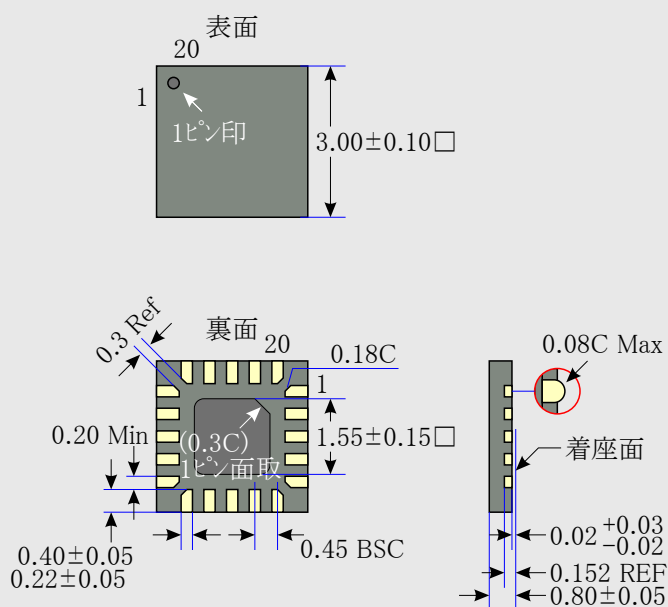 表面
20
1
1ピン印
3.00±0.10□
裏面
20
0.3 Ref
0.18C
1
0.08C Max
0.20 Min
(0.3C)
1ピン面取
1.55±0.15□
着座面
0.40±0.05
0.22±0.05
0.45 BSC
0.02 +0.03
-0.02
0.152 REF
0.80±0.05